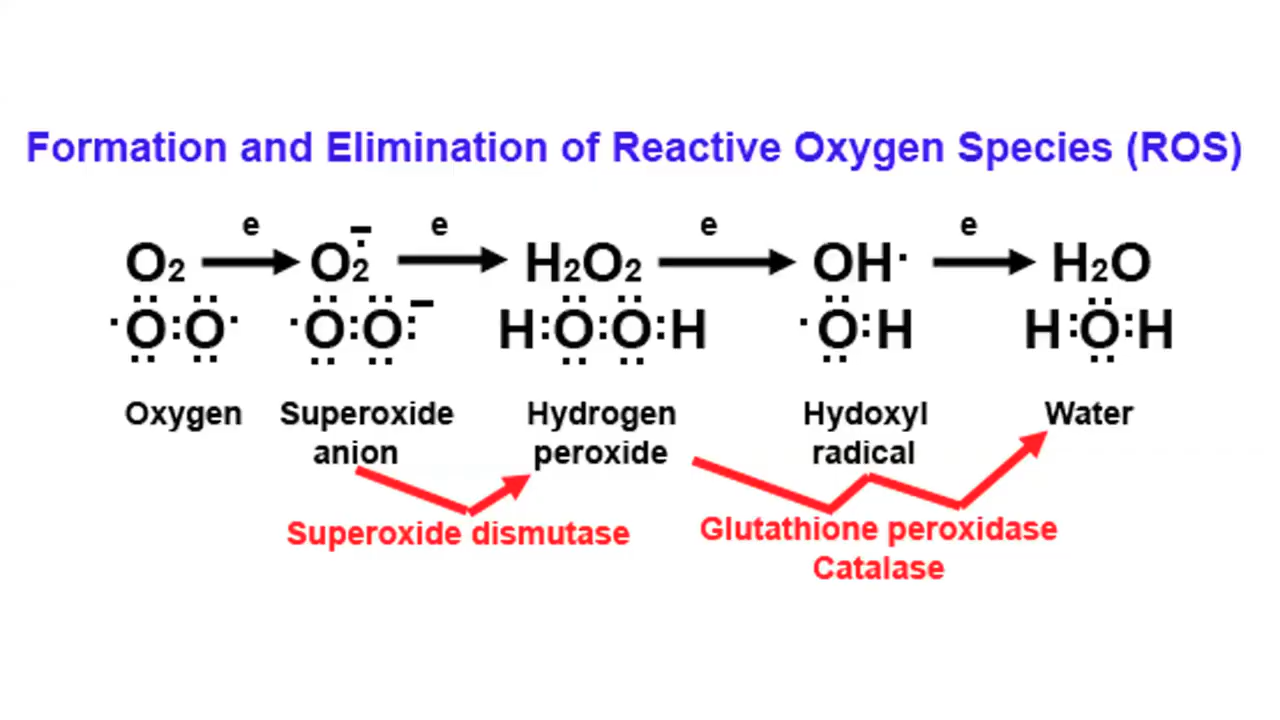 Formation and Elimination of Reactive Oxygen Species (ROS)
e e e e
O₂ O₂·̄ H₂O₂ OH· H₂O
·Ö:Ö· ·Ö:Ö:⁻ H:Ö:Ö:H ·Ö:H H:Ö:H
Oxygen Superoxide Hydrogen Hydoxyl Water
anion peroxide radical
Superoxide dismutase Glutathione peroxidase
Catalase